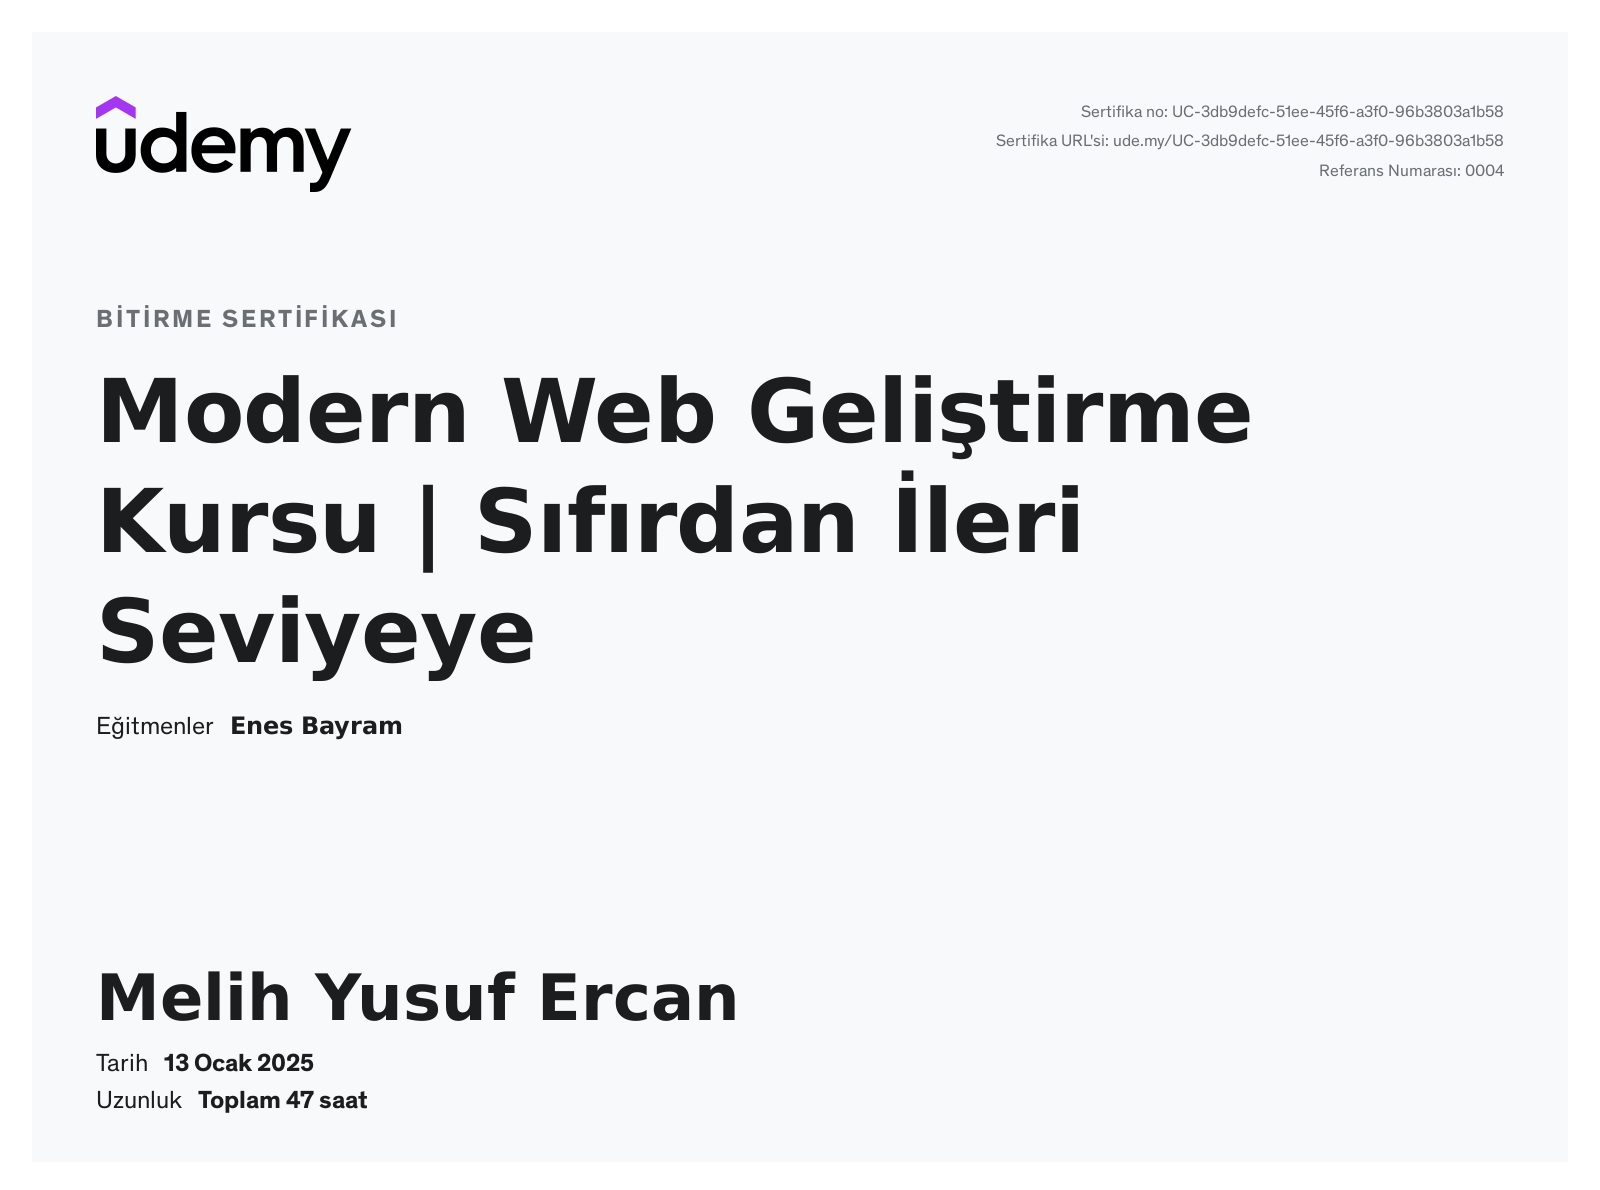 udemy
Sertifika no: UC-3db9defc-51ee-45f6-a3f0-96b3803a1b58
Sertifika URL'si: ude.my/UC-3db9defc-51ee-45f6-a3f0-96b3803a1b58
Referans Numarası: 0004
BİTİRME SERTİFİKASI
Modern Web Geliştirme
Kursu | Sıfırdan İleri
Seviyeye
Eğitmenler Enes Bayram
Melih Yusuf Ercan
Tarih 13 Ocak 2025
Uzunluk Toplam 47 saat